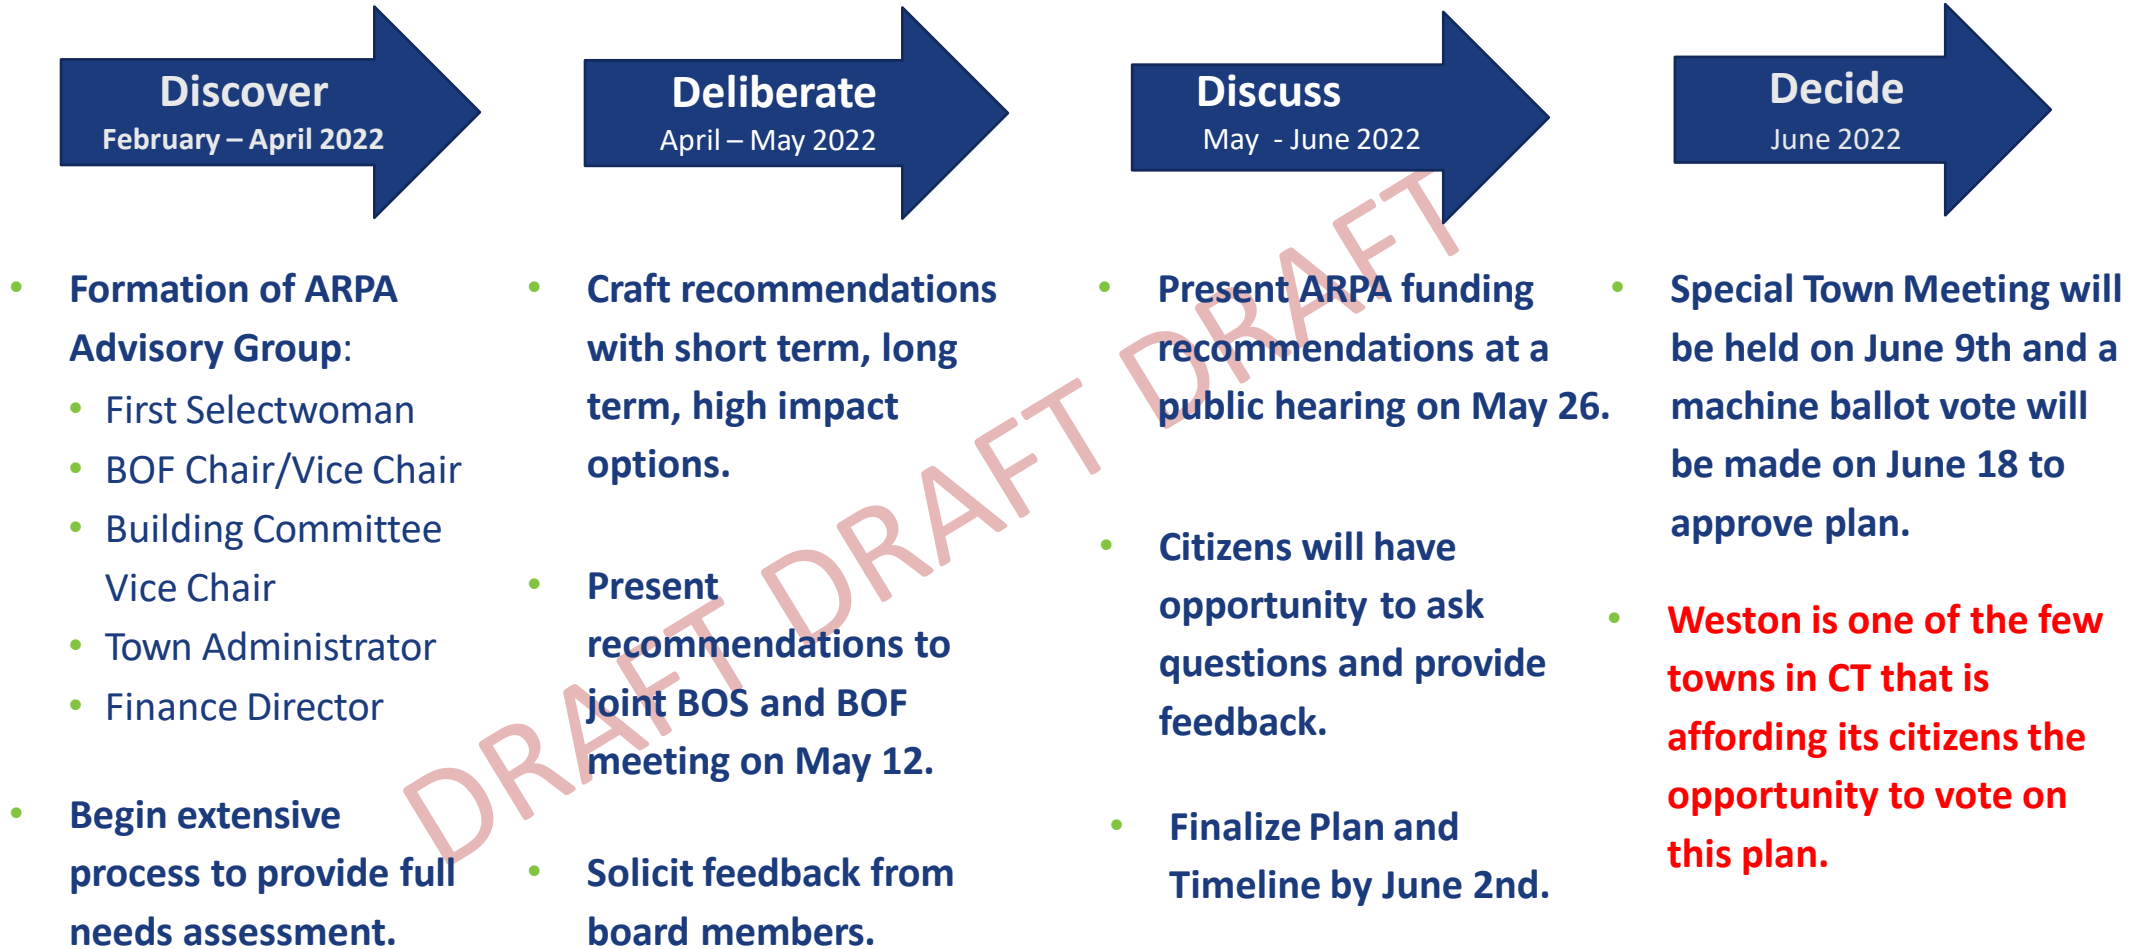 Discover
February – April 2022
Formation of ARPA
Advisory Group:
First Selectwoman
BOF Chair/Vice Chair
Building Committee
Vice Chair
Town Administrator
Finance Director
Begin extensive
process to provide full
needs assessment.
Deliberate
April – May 2022
Craft recommendations
with short term, long
term, high impact
options.
Present
recommendations to
joint BOS and BOF
meeting on May 12.
Solicit feedback from
board members.
Discuss
May - June 2022
Present ARPA funding
recommendations at a
public hearing on May 26.
Citizens will have
opportunity to ask
questions and provide
feedback.
Finalize Plan and
Timeline by June 2nd.
Decide
June 2022
Special Town Meeting will
be held on June 9th and a
machine ballot vote will
be made on June 18 to
approve plan.
Weston is one of the few
towns in CT that is
affording its citizens the
opportunity to vote on
this plan.
DRAFT DRAFT DRAFT